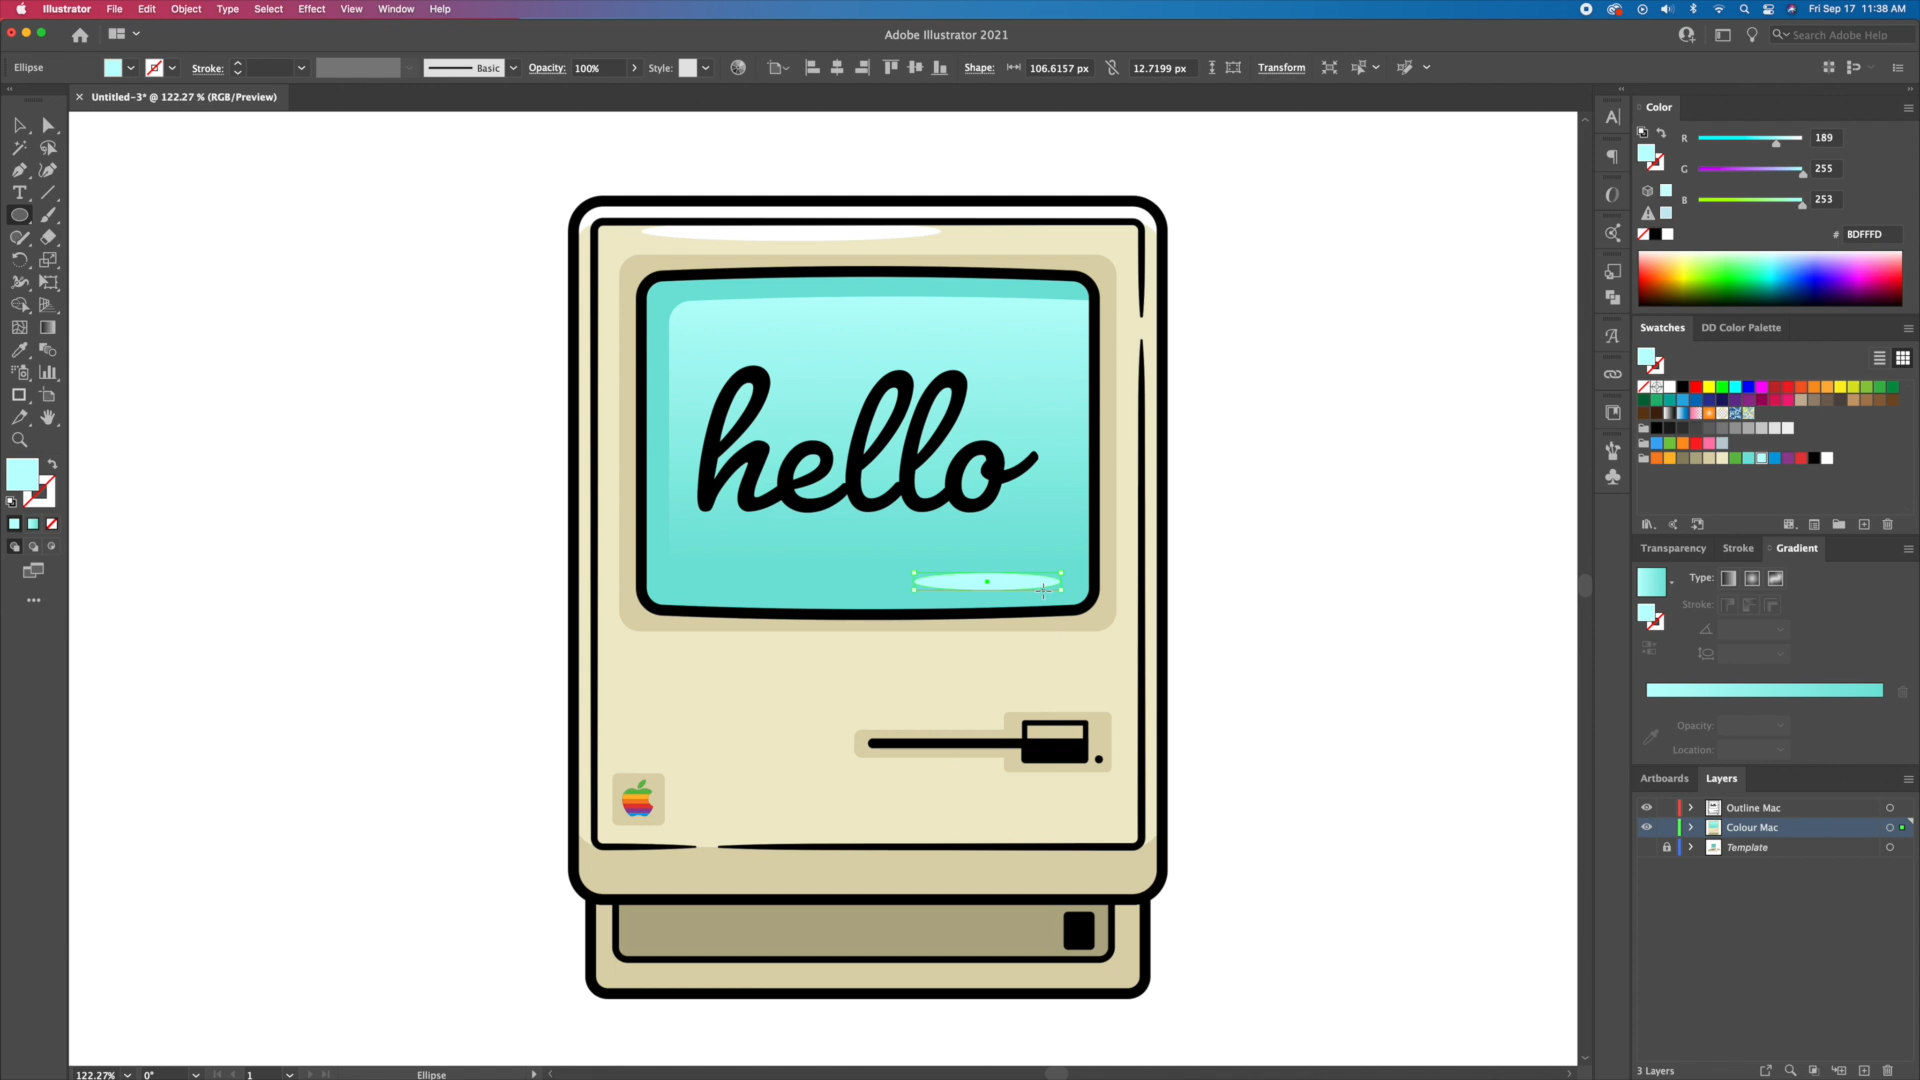 Illustrator File Edit Object Type Select Effect View Window Help
Fri Sep 17 11:38 AM
Adobe Illustrator 2021
Search Adobe Help
Ellipse
Stroke:
Basic
Opacity: 100%
Style:
Shape: 106.6157 px
12.7199 px
Transform
× Untitled-3* @ 122.27 % (RGB/Preview)
Color
R 189
G 255
B 253
# BDFFFD
Swatches DD Color Palette
hello
Transparency Stroke Gradient
Type:
Stroke:
Opacity:
Location:
Artboards Layers
Outline Mac
Colour Mac
Template
3 Layers
122.27% 0° 1 Ellipse